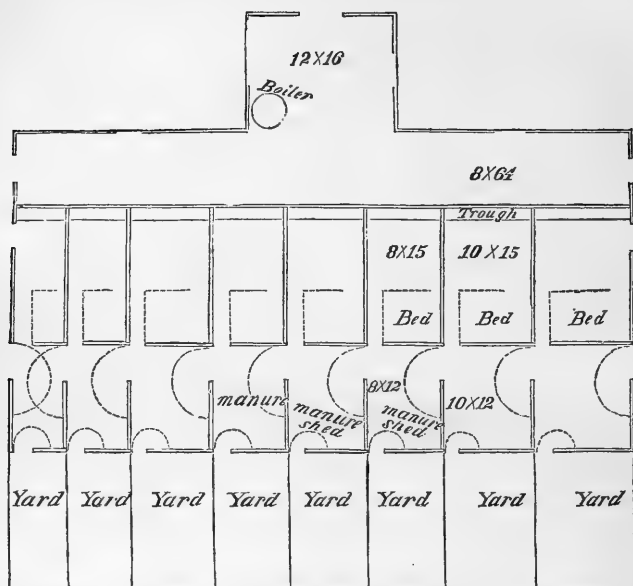 12X16
Boiler
8X64
Trough
8X15
10X15
Bed
Bed
Bed
8X12
manure
10X12
manure
shed
manure
shed
Yard
Yard
Yard
Yard
Yard
Yard
Yard
Yard